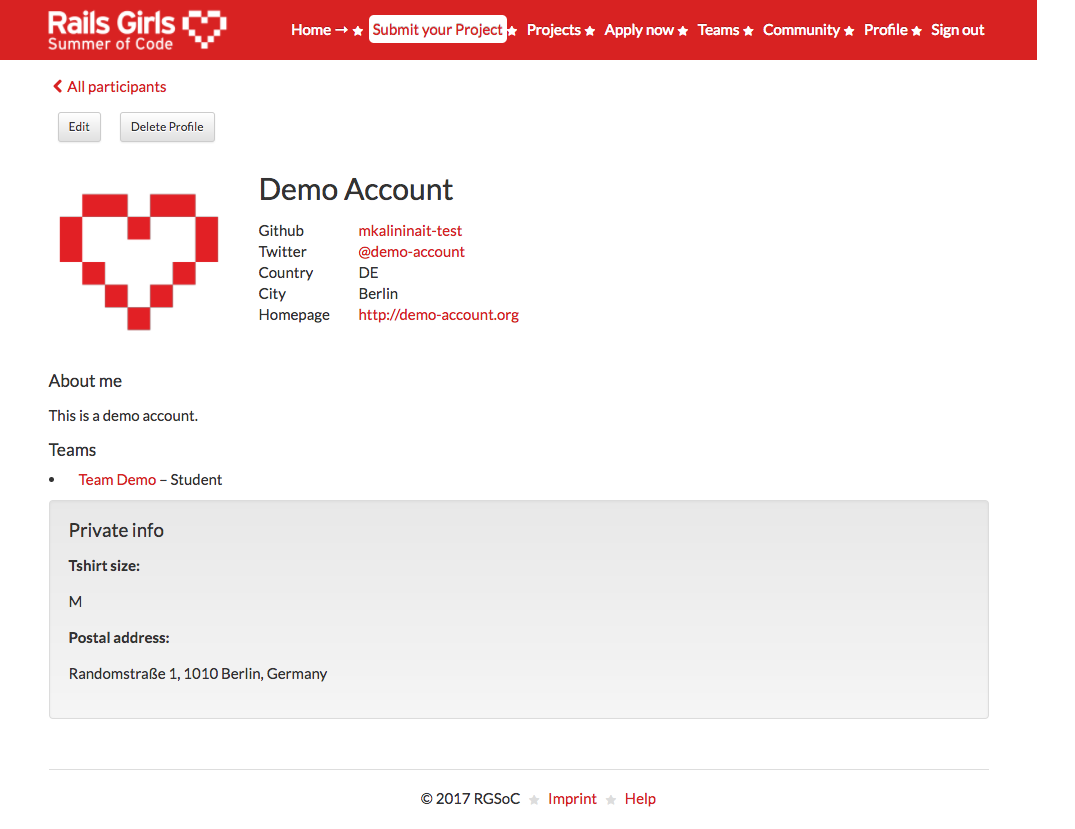 Rails Girls
Summer of Code
Home → Submit your Project Projects Apply now Teams Community Profile Sign out
All participants
Edit Delete Profile
Demo Account
Github mkalininait-test
Twitter @demo-account
Country DE
City Berlin
Homepage http://demo-account.org
About me
This is a demo account.
Teams
• Team Demo – Student
Private info
Tshirt size:
M
Postal address:
Randomstraße 1, 1010 Berlin, Germany
© 2017 RGSoC Imprint Help